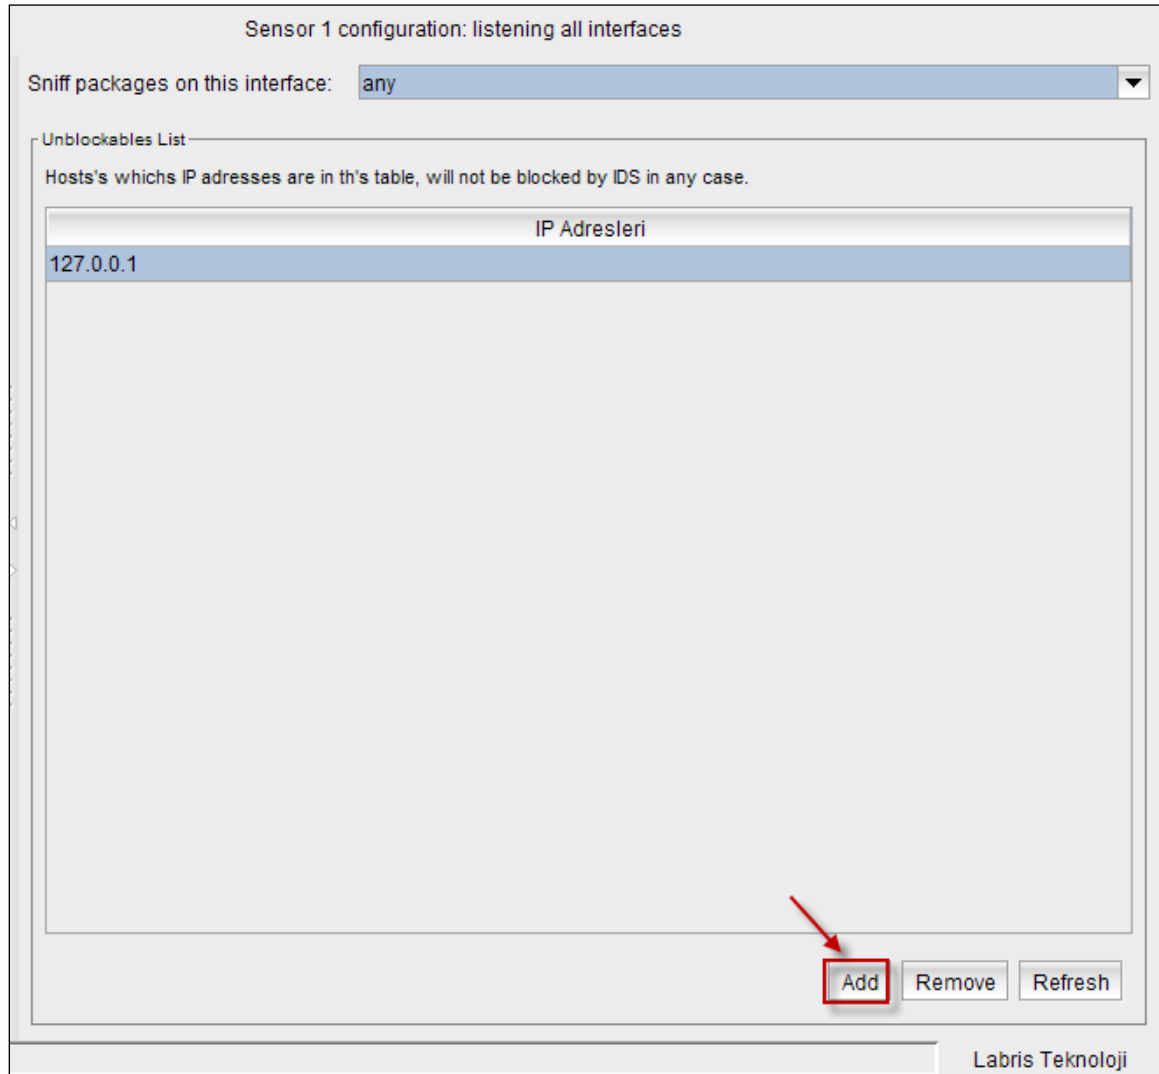 Sensor 1 configuration: listening all interfaces
Sniff packages on this interface: any
Unblockables List
Hosts's whichs IP adresses are in th's table, will not be blocked by IDS in any case.
IP Adresleri
127.0.0.1
Add Remove Refresh
Labris Teknoloji